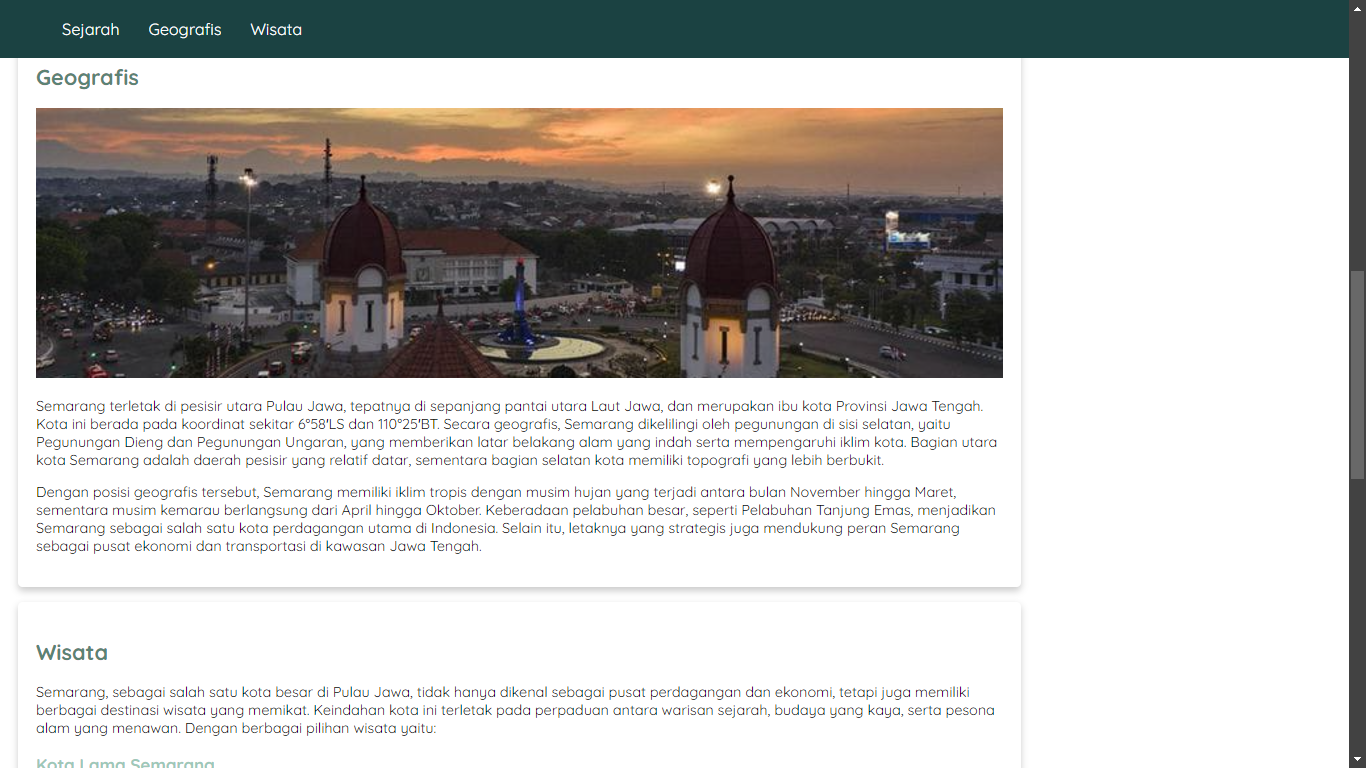 Sejarah Geografis Wisata
Geografis
Semarang terletak di pesisir utara Pulau Jawa, tepatnya di sepanjang pantai utara Laut Jawa, dan merupakan ibu kota Provinsi Jawa Tengah.
Kota ini berada pada koordinat sekitar 6°58'LS dan 110°25'BT. Secara geografis, Semarang dikelilingi oleh pegunungan di sisi selatan, yaitu
Pegunungan Dieng dan Pegunungan Ungaran, yang memberikan latar belakang alam yang indah serta mempengaruhi iklim kota. Bagian utara
kota Semarang adalah daerah pesisir yang relatif datar, sementara bagian selatan kota memiliki topografi yang lebih berbukit.
Dengan posisi geografis tersebut, Semarang memiliki iklim tropis dengan musim hujan yang terjadi antara bulan November hingga Maret,
sementara musim kemarau berlangsung dari April hingga Oktober. Keberadaan pelabuhan besar, seperti Pelabuhan Tanjung Emas, menjadikan
Semarang sebagai salah satu kota perdagangan utama di Indonesia. Selain itu, letaknya yang strategis juga mendukung peran Semarang
sebagai pusat ekonomi dan transportasi di kawasan Jawa Tengah.
Wisata
Semarang, sebagai salah satu kota besar di Pulau Jawa, tidak hanya dikenal sebagai pusat perdagangan dan ekonomi, tetapi juga memiliki
berbagai destinasi wisata yang memikat. Keindahan kota ini terletak pada perpaduan antara warisan sejarah, budaya yang kaya, serta pesona
alam yang menawan. Dengan berbagai pilihan wisata yaitu:
Kota Lama Semarang